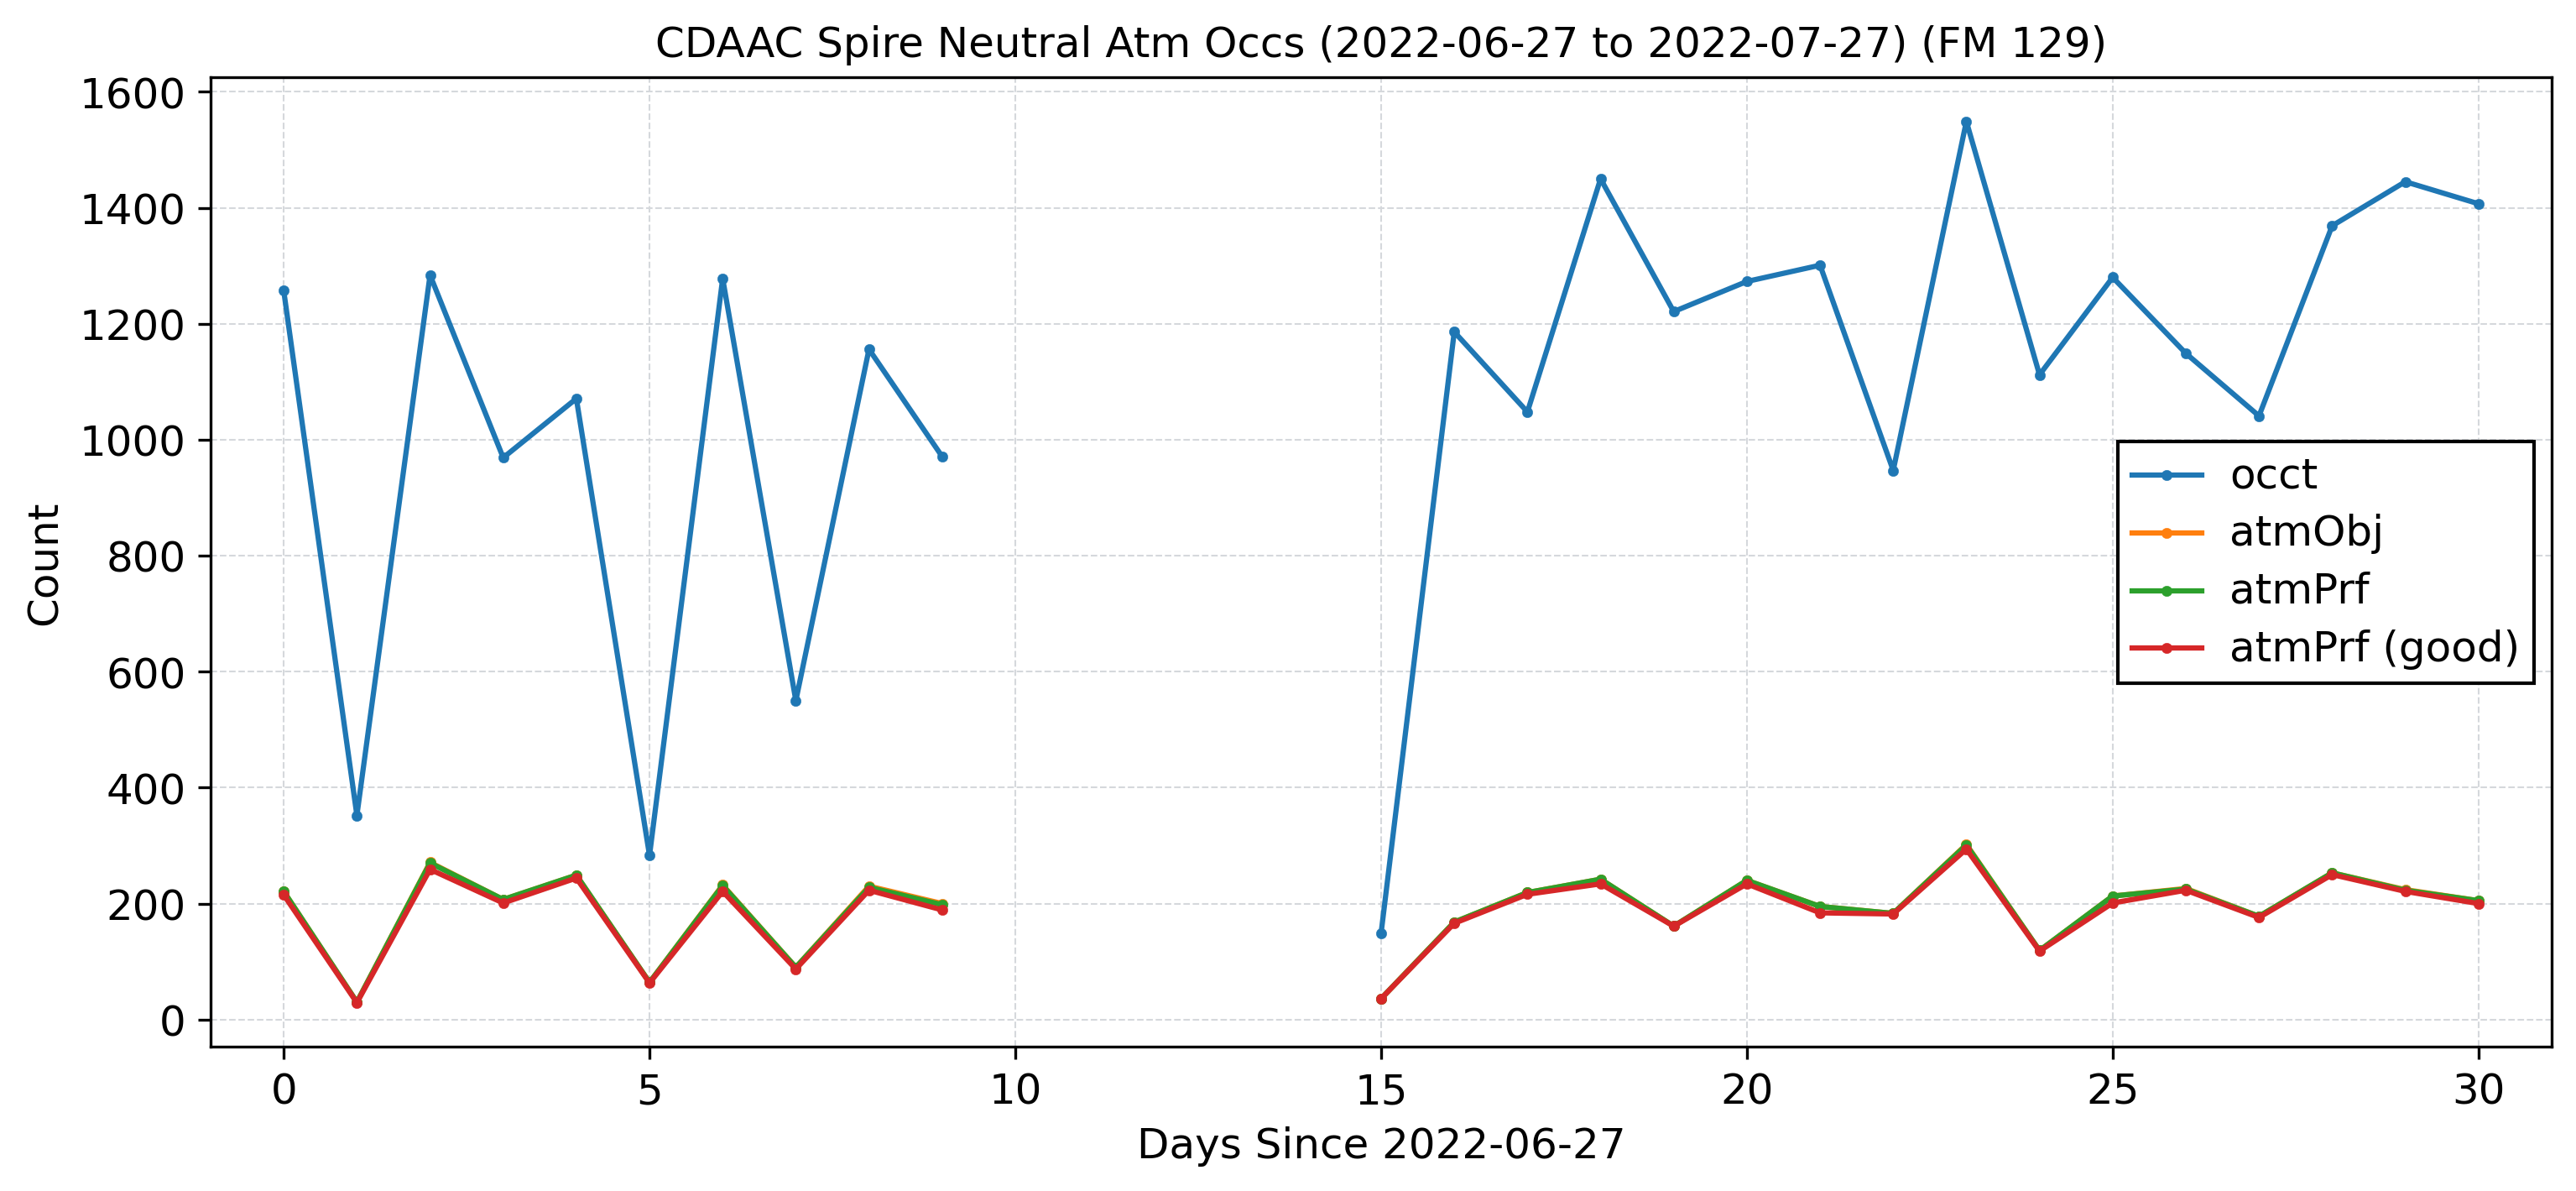 CDAAC Spire Neutral Atm Occs (2022-06-27 to 2022-07-27) (FM 129)
1600
1400
1200
1000
800
600
400
200
0
Count
occt
atmObj
atmPrf
atmPrf (good)
0 5 10 15 20 25 30
Days Since 2022-06-27